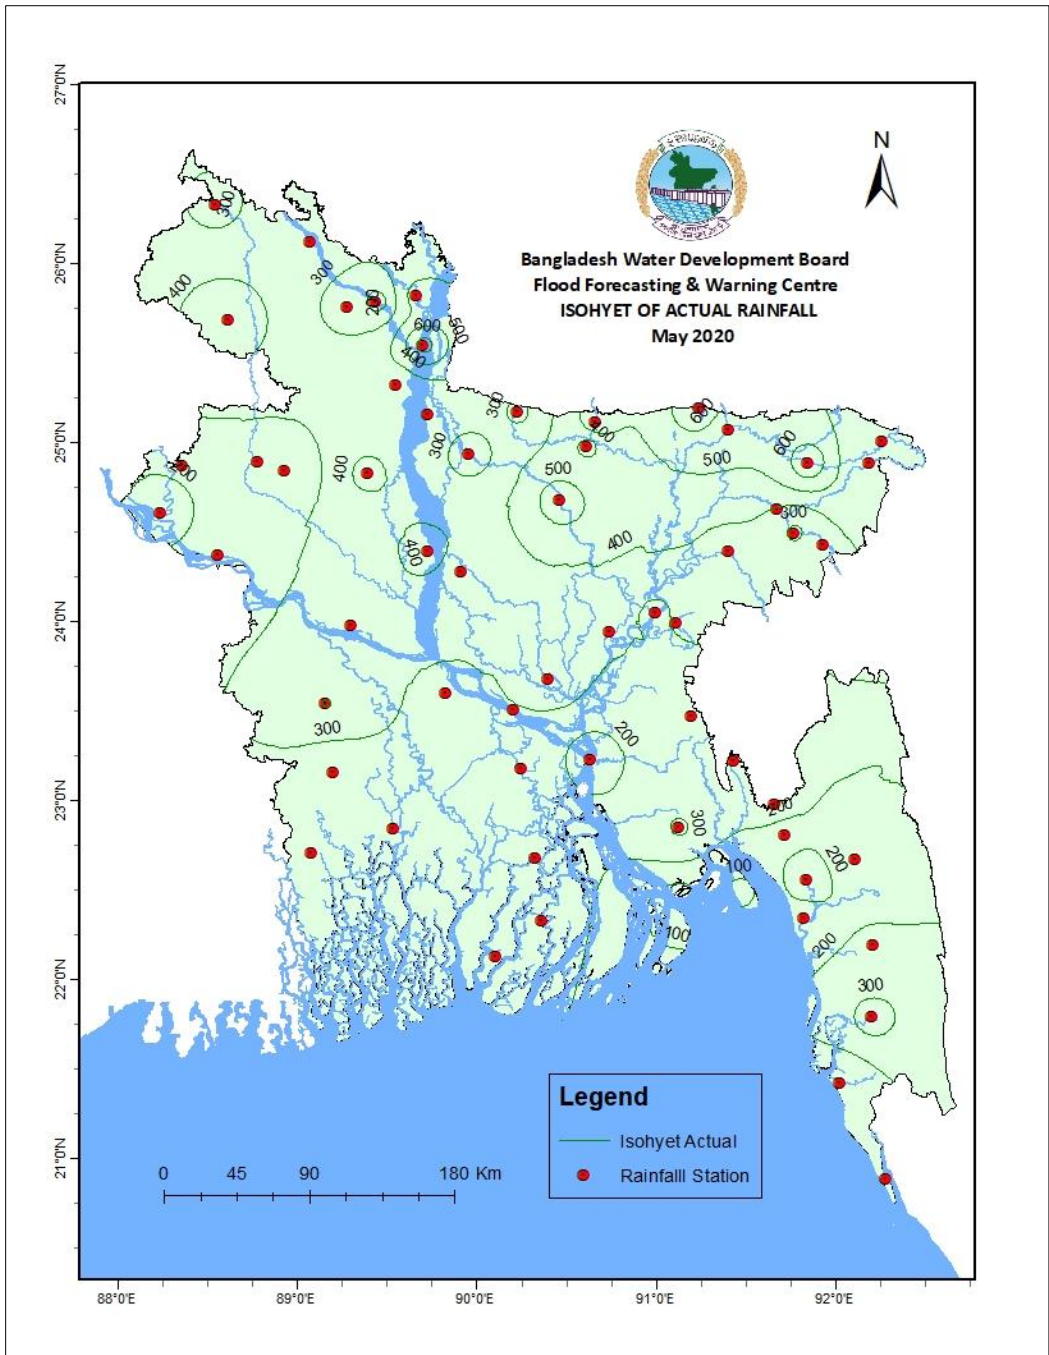 27°0'N
N
Bangladesh Water Development Board
Flood Forecasting & Warning Centre
ISOHYET OF ACTUAL RAINFALL
May 2020
300
26°0'N
400
300
200
600
500
400
300
600
25°0'N
300
400
500
600
500
400
300
400
24°0'N
300
200
23°0'N
200
300
100
200
100
200
22°0'N
300
Legend
Isohyet Actual
Rainfalll Station
21°0'N
0 45 90 180 Km
88°0'E 89°0'E 90°0'E 91°0'E 92°0'E